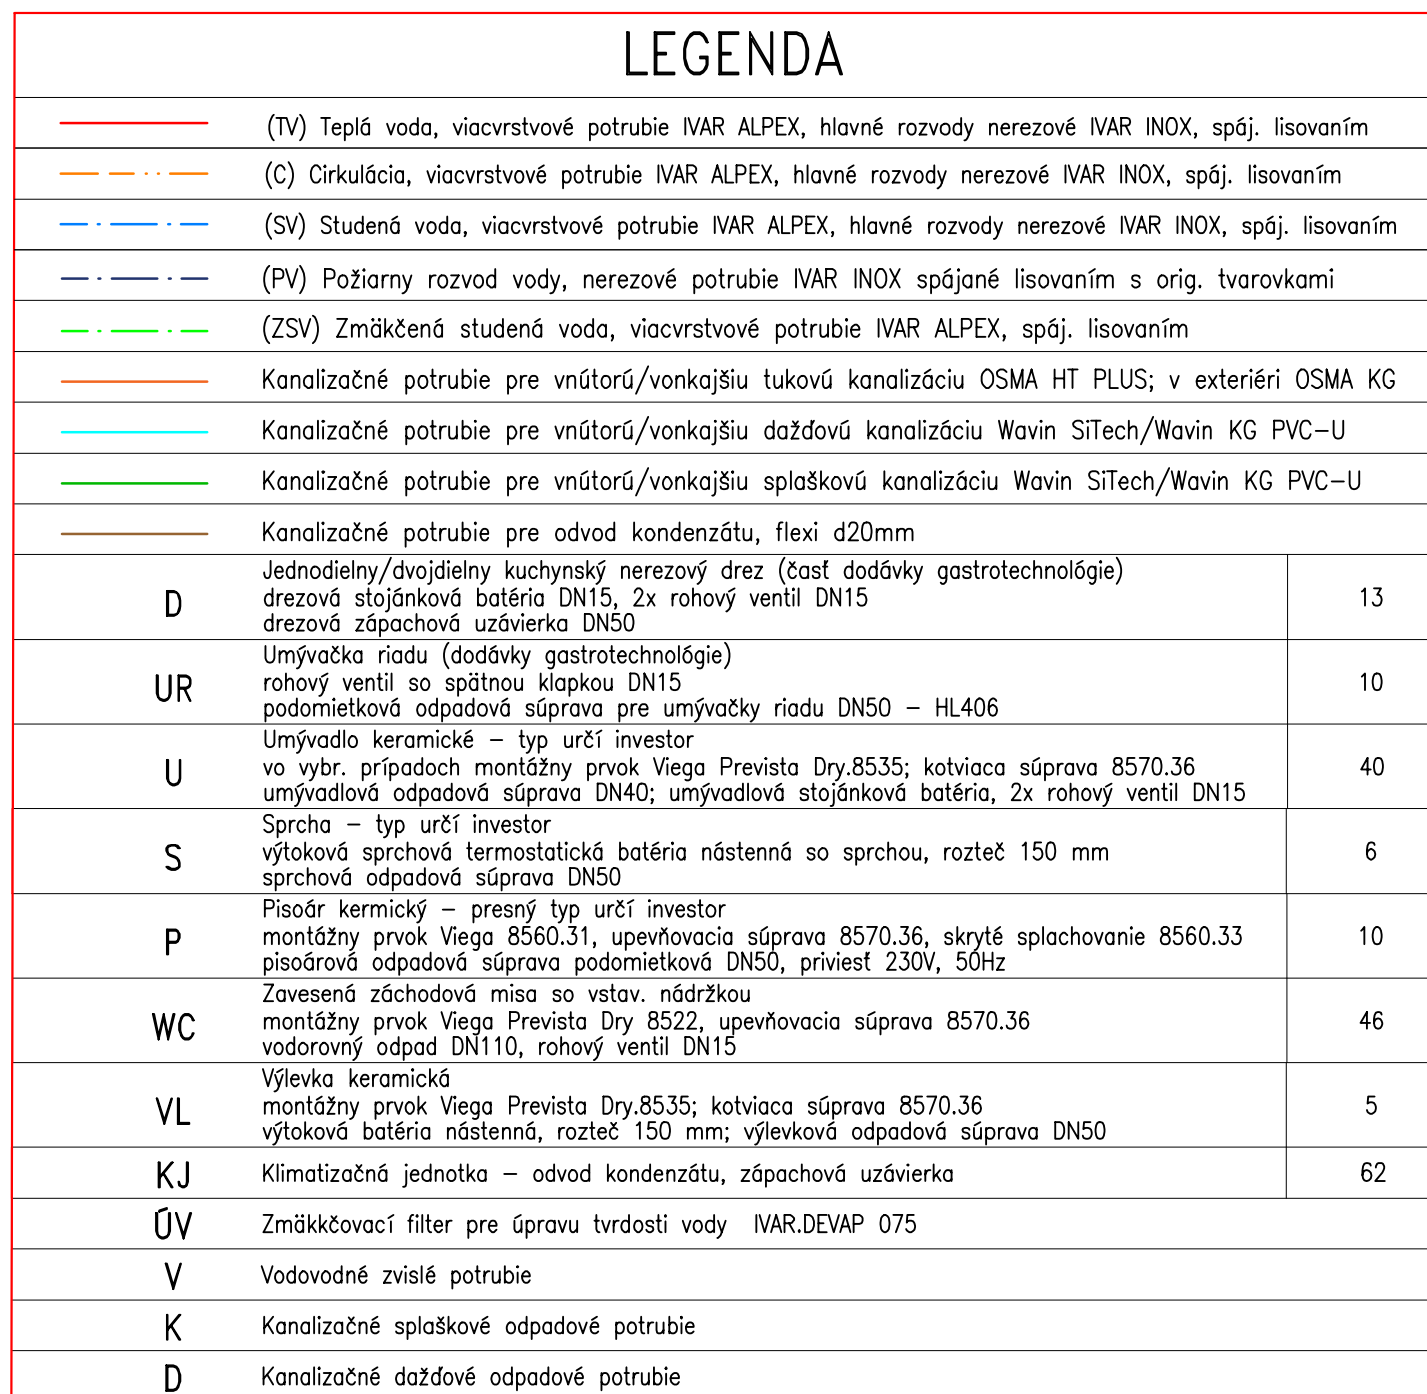 LEGENDA
(TV) Teplá voda, viacvrstvové potrubie IVAR ALPEX, hlavné rozvody nerezové IVAR INOX, spáj. lisovaním
(C) Cirkulácia, viacvrstvové potrubie IVAR ALPEX, hlavné rozvody nerezové IVAR INOX, spáj. lisovaním
(SV) Studená voda, viacvrstvové potrubie IVAR ALPEX, hlavné rozvody nerezové IVAR INOX, spáj. lisovaním
(PV) Požiarny rozvod vody, nerezové potrubie IVAR INOX spájané lisovaním s orig. tvarovkami
(ZSV) Zmäkčená studená voda, viacvrstvové potrubie IVAR ALPEX, spáj. lisovaním
Kanalizačné potrubie pre vnútorú/vonkajšiu tukovú kanalizáciu OSMA HT PLUS; v exteriéri OSMA KG
Kanalizačné potrubie pre vnútorú/vonkajšiu dažďovú kanalizáciu Wavin SiTech/Wavin KG PVC-U
Kanalizačné potrubie pre vnútorú/vonkajšiu splaškovú kanalizáciu Wavin SiTech/Wavin KG PVC-U
Kanalizačné potrubie pre odvod kondenzátu, flexi d20mm
Jednodielny/dvojdielny kuchynský nerezový drez (časť dodávky gastrotechnológie)
D drezová stojánková batéria DN15, 2x rohový ventil DN15 13
drezová zápachová uzávierka DN50
Umývačka riadu (dodávky gastrotechnológie)
UR rohový ventil so spätnou klapkou DN15 10
podomietková odpadová súprava pre umývačky riadu DN50 – HL406
Umývadlo keramické – typ určí investor
U vo vybr. prípadoch montážny prvok Viega Prevista Dry.8535; kotviaca súprava 8570.36 40
umývadlová odpadová súprava DN40; umývadlová stojánková batéria, 2x rohový ventil DN15
Sprcha – typ určí investor
S výtoková sprchová termostatická batéria nástenná so sprchou, rozteč 150 mm 6
sprchová odpadová súprava DN50
Pisoár kermický – presný typ určí investor
P montážny prvok Viega 8560.31, upevňovacia súprava 8570.36, skryté splachovanie 8560.33 10
pisoárová odpadová súprava podomietková DN50, priviesť 230V, 50Hz
Zavesená záchodová misa so vstav. nádržkou
WC montážny prvok Viega Prevista Dry 8522, upevňovacia súprava 8570.36 46
vodorovný odpad DN110, rohový ventil DN15
Výlevka keramická
VL montážny prvok Viega Prevista Dry.8535; kotviaca súprava 8570.36 5
výtoková batéria nástenná, rozteč 150 mm; výlevková odpadová súprava DN50
KJ Klimatizačná jednotka – odvod kondenzátu, zápachová uzávierka 62
ÚV Zmäkkčovací filter pre úpravu tvrdosti vody IVAR.DEVAP 075
V Vodovodné zvislé potrubie
K Kanalizačné splaškové odpadové potrubie
D Kanalizačné dažďové odpadové potrubie